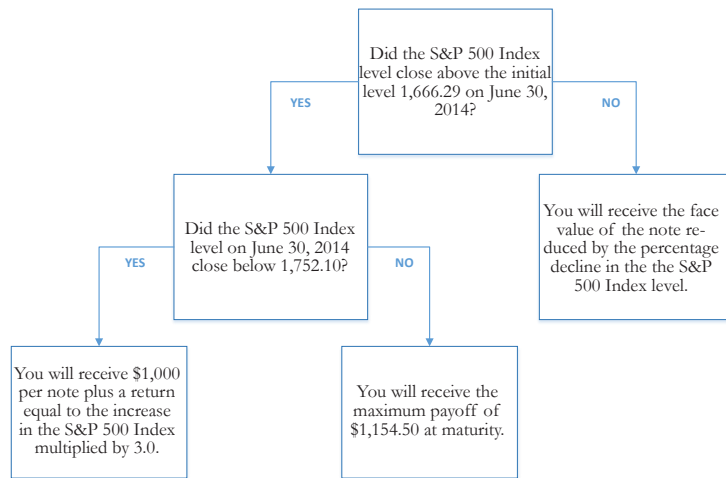 Did the S&P 500 Index
level close above the initial
level 1,666.29 on June 30,
2014?
YES
NO
Did the S&P 500 Index
level on June 30, 2014
close below 1,752.10?
You will receive the face
value of the note re-
duced by the percentage
decline in the the S&P
500 Index level.
YES
NO
You will receive $1,000
per note plus a return
equal to the increase
in the S&P 500 Index
multiplied by 3.0.
You will receive the
maximum payoff of
$1,154.50 at maturity.